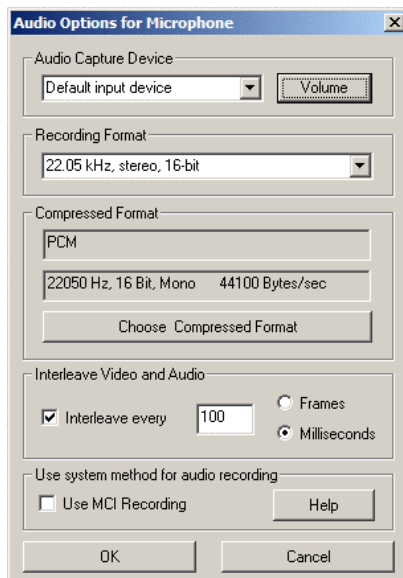 Audio Options for Microphone
Audio Capture Device
Default input device
Volume
Recording Format
22.05 kHz, stereo, 16-bit
Compressed Format
PCM
22050 Hz, 16 Bit, Mono 44100 Bytes/sec
Choose Compressed Format
Interleave Video and Audio
Interleave every 100
Frames
Milliseconds
Use system method for audio recording
Use MCI Recording
Help
OK
Cancel